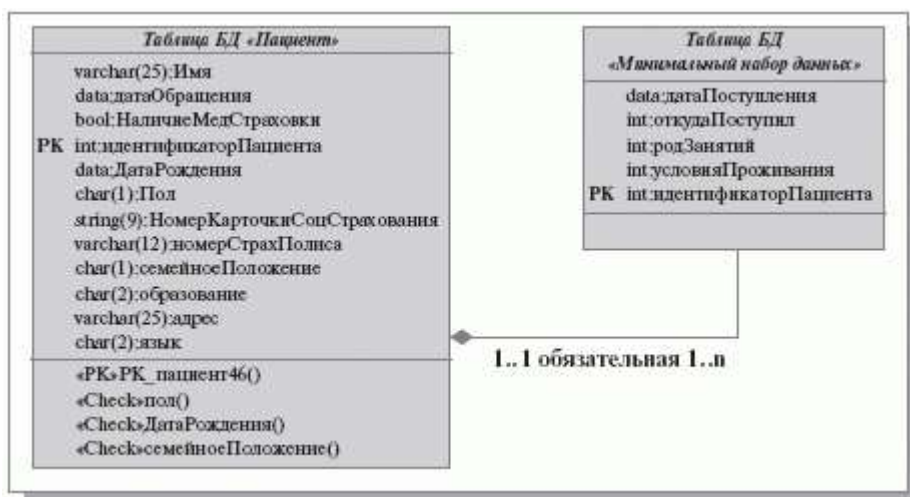 Таблица БД «Пациент»
varchar(25):Имя
data:датаОбращения
bool:НаличиеМедСтраховки
PK int:идентификаторПациента
data:ДатаРождения
char(1):Пол
string(9):НомерКарточкиСоцСтрахования
varchar(12):номерСтрахПолиса
char(1):семейноеПоложение
char(2):образование
varchar(25):адрес
char(2):язык
«PK»PK_пациент46()
«Check»пол()
«Check»ДатаРождения()
«Check»семейноеПоложение()
Таблица БД
«Минимальный набор данных»
data:датаПоступления
int:откудаПоступил
int:родЗанятий
int:условияПроживания
PK int:идентификаторПациента
1..1 обязательная 1..n